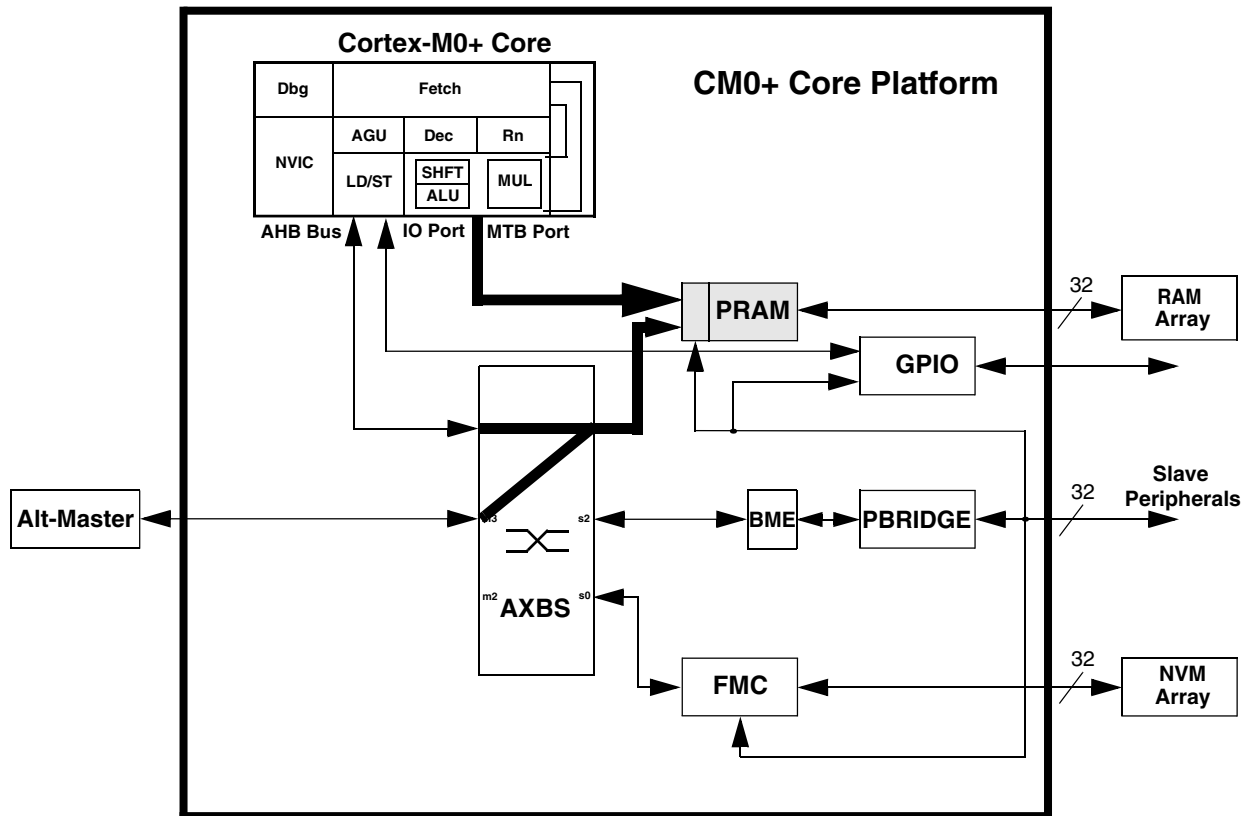 Cortex-M0+ Core
CM0+ Core Platform
Dbg
Fetch
AGU
Dec
Rn
NVIC
LD/ST
SHFT
ALU
MUL
AHB Bus
IO Port
MTB Port
PRAM
32
RAM
Array
GPIO
Alt-Master
m3
s2
BME
PBRIDGE
32
Slave
Peripherals
m2
AXBS
s0
FMC
32
NVM
Array